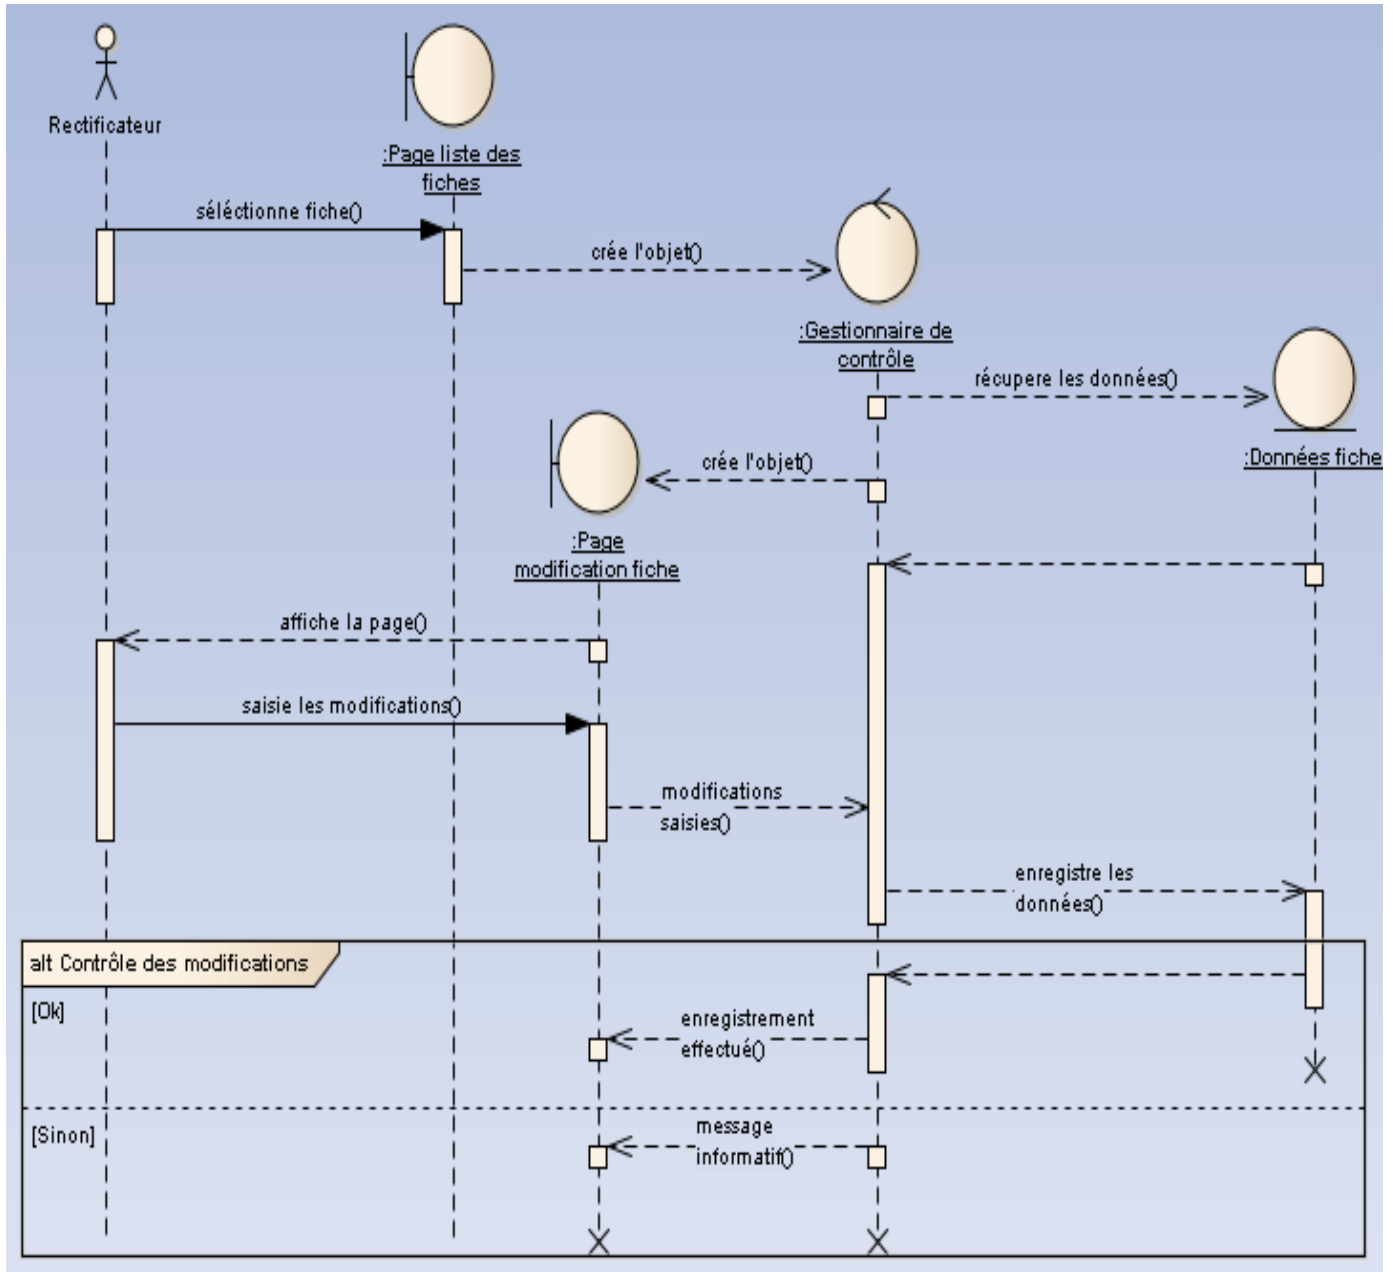 Rectificateur
:Page liste des
fiches
séléctionne fiche()
crée l'objet()
:Gestionnaire de
contrôle
récupere les données()
:Données fiche
crée l'objet()
:Page
modification fiche
affiche la page()
saisie les modifications()
modifications
saisies()
enregistre les
données()
alt Contrôle des modifications
[Ok]
enregistrement
effectué()
[Sinon]
message
informatif()